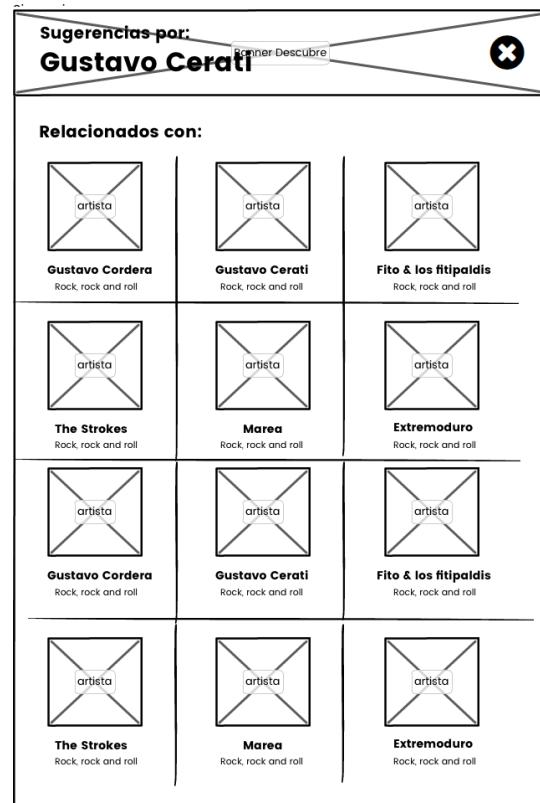 Sugerencias por:
Banner Descubre
Gustavo Cerati
Relacionados con:
artista artista artista
Gustavo Cordera Gustavo Cerati Fito & los fitipaldis
Rock, rock and roll Rock, rock and roll Rock, rock and roll
artista artista artista
The Strokes Marea Extremoduro
Rock, rock and roll Rock, rock and roll Rock, rock and roll
artista artista artista
Gustavo Cordera Gustavo Cerati Fito & los fitipaldis
Rock, rock and roll Rock, rock and roll Rock, rock and roll
artista artista artista
The Strokes Marea Extremoduro
Rock, rock and roll Rock, rock and roll Rock, rock and roll